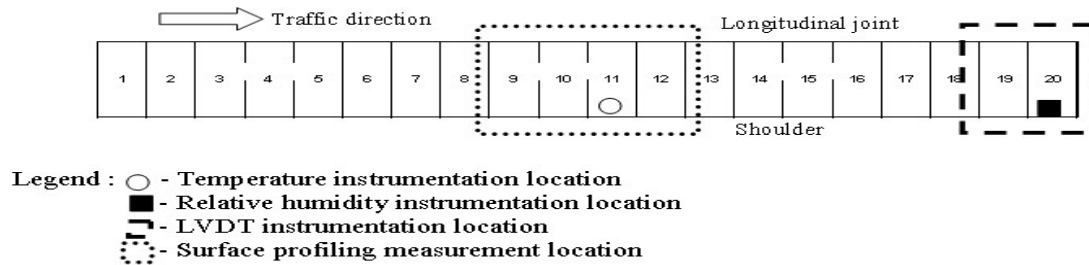 Traffic direction
Longitudinal joint
1 2 3 4 5 6 7 8 9 10 11 12 13 14 15 16 17 18 19 20
Shoulder
Legend : - Temperature instrumentation location
- Relative humidity instrumentation location
- LVDT instrumentation location
- Surface profiling measurement location